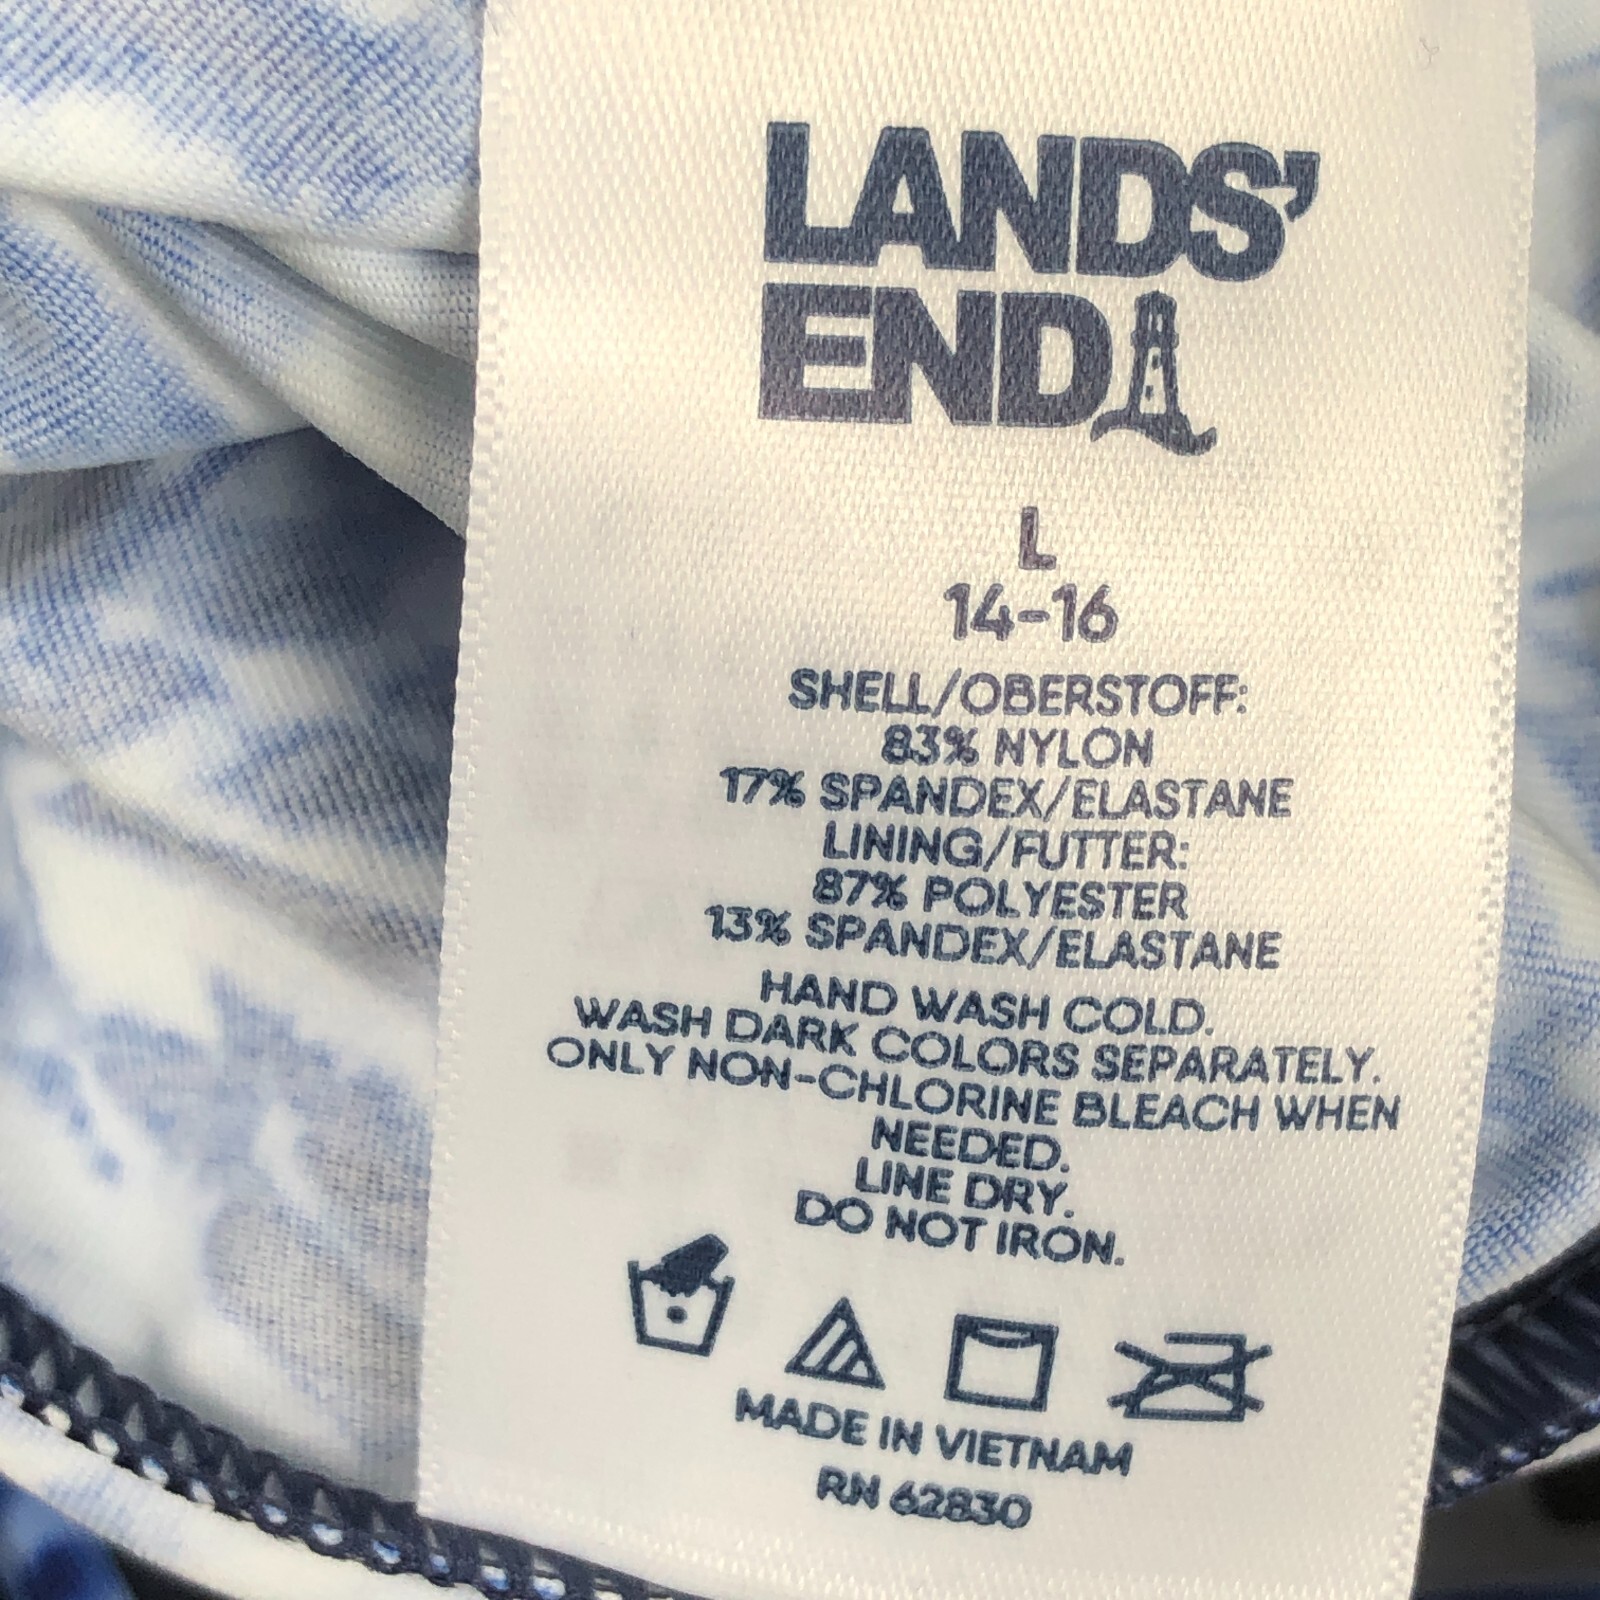 LANDS'
END
L
14-16
SHELL/OBERSTOFF:
83% NYLON
17% SPANDEX/ELASTANE
LINING/FUTTER:
87% POLYESTER
13% SPANDEX/ELASTANE
HAND WASH COLD.
WASH DARK COLORS SEPARATELY.
ONLY NON-CHLORINE BLEACH WHEN
NEEDED.
LINE DRY.
DO NOT IRON.
MADE IN VIETNAM
RN 62830